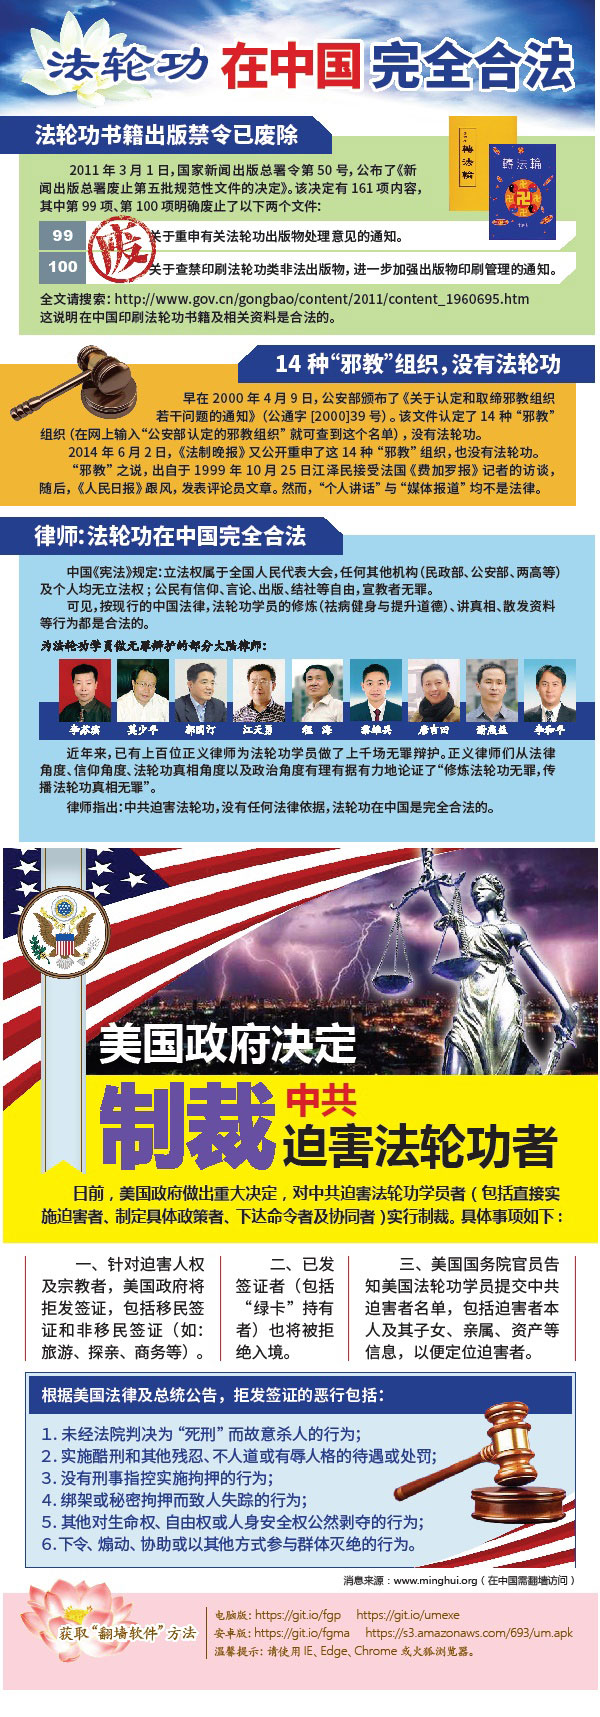 法轮功 在中国 完全合法
法轮功书籍出版禁令已废除
2011 年 3 月 1 日，国家新闻出版总署令第 50 号，公布了《新
闻出版总署废止第五批规范性文件的决定》。该决定有 161 项内容，
其中第 99 项、第 100 项明确废止了以下两个文件：
轉法輪
轉法輪
99 关于重申有关法轮功出版物处理意见的通知。
废
100 关于查禁印刷法轮功类非法出版物，进一步加强出版物印刷管理的通知。
全文请搜索：http://www.gov.cn/gongbao/content/2011/content_1960695.htm
这说明在中国印刷法轮功书籍及相关资料是合法的。
14 种“邪教”组织，没有法轮功
早在 2000 年 4 月 9 日，公安部颁布了《关于认定和取缔邪教组织
若干问题的通知》（公通字 [2000]39 号）。该文件认定了 14 种“邪教”
组织（在网上输入“公安部认定的邪教组织”就可查到这个名单），没有法轮功。
2014 年 6 月 2 日，《法制晚报》又公开重申了这 14 种“邪教”组织，也没有法轮功。
“邪教”之说，出自于 1999 年 10 月 25 日江泽民接受法国《费加罗报》记者的访谈，
随后，《人民日报》跟风，发表评论员文章。然而，“个人讲话”与“媒体报道”均不是法律。
律师：法轮功在中国完全合法
中国《宪法》规定：立法权属于全国人民代表大会，任何其他机构（民政部、公安部、两高等）
及个人均无立法权；公民有信仰、言论、出版、结社等自由，宣教者无罪。
可见，按现行的中国法律，法轮功学员的修炼（祛病健身与提升道德）、讲真相、散发资料
等行为都是合法的。
为法轮功学员做无罪辩护的部分大陆律师：
李苏滨 莫少平 郭国汀 江天勇 程 海 黎雄兵 唐吉田 李和平
近年来，已有上百位正义律师为法轮功学员做了上千场无罪辩护。正义律师们从法律
角度、信仰角度、法轮功真相角度以及政治角度有理有据有力地论证了“修炼法轮功无罪，传
播法轮功真相无罪”。
律师指出：中共迫害法轮功，没有任何法律依据，法轮功在中国是完全合法的。
美国政府决定
制裁 中共
迫害法轮功者
日前，美国政府做出重大决定，对中共迫害法轮功学员者（包括直接实
施迫害者、制定具体政策者、下达命令者及协同者）实行制裁。具体事项如下：
一、针对迫害人权
及宗教者，美国政府将
拒发签证，包括移民签
证和非移民签证（如：
旅游、探亲、商务等）。
二、已发
签证者（包括
“绿卡”持有
者）也将被拒
绝入境。
三、美国国务院官员告
知美国法轮功学员提交中共
迫害者名单，包括迫害者本
人及其子女、亲属、资产等
信息，以便定位迫害者。
根据美国法律及总统公告，拒发签证的恶行包括：
1. 未经法院判决为“死刑”而故意杀人的行为；
2. 实施酷刑和其他残忍、不人道或有辱人格的待遇或处罚；
3. 没有刑事指控实施拘押的行为；
4. 绑架或秘密拘押而致人失踪的行为；
5. 其他对生命权、自由权或人身安全权公然剥夺的行为；
6. 下令、煽动、协助或以其他方式参与群体灭绝的行为。
消息来源：www.minghui.org（在中国需翻墙访问）
获取“翻墙软件”方法
电脑版：https://git.io/fgp https://git.io/umexe
安卓版：https://git.io/fgma https://s3.amazonaws.com/693/um.apk
温馨提示：请使用 IE、Edge、Chrome 或火狐浏览器。